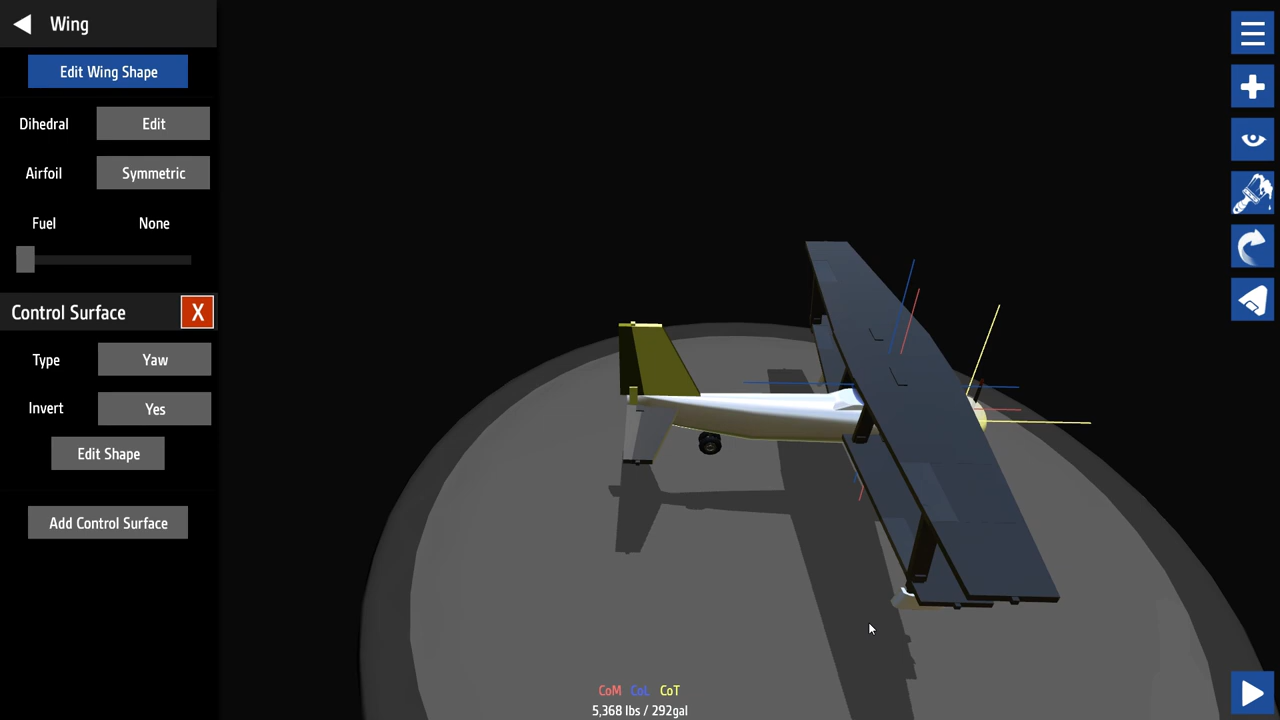 Wing
Edit Wing Shape
Dihedral Edit
Airfoil Symmetric
Fuel None
Control Surface X
Type Yaw
Invert Yes
Edit Shape
Add Control Surface
CoM CoL CoT
5,368 lbs / 292gal